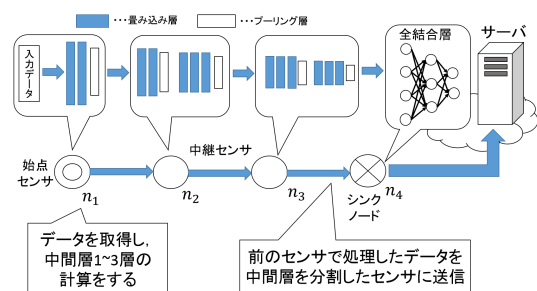 ・・・畳み込み層
・・・プーリング層
入力データ
全結合層
サーバ
中継センサ
始点
センサ
n₁
n₂
n₃
n₄
シンク
ノード
データを取得し,
中間層1~3層の
計算をする
前のセンサで処理したデータを
中間層を分割したセンサに送信